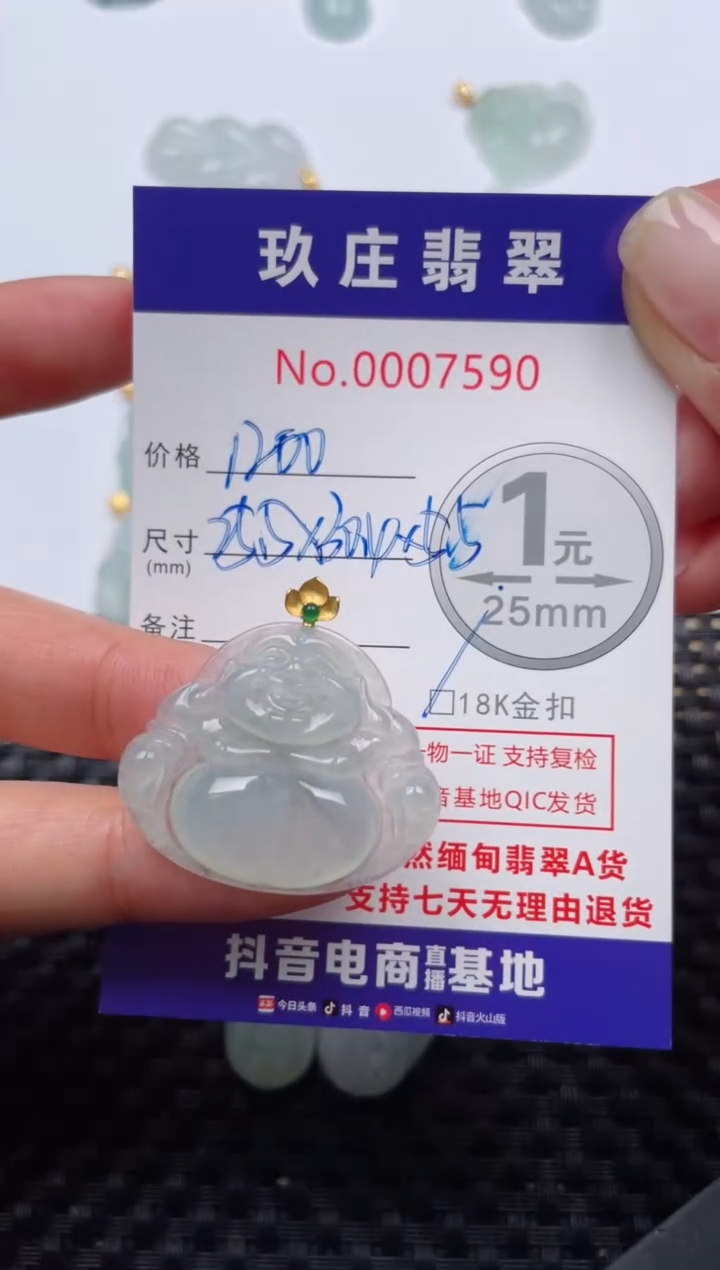 玖庄翡翠
No.0007590
价格 1200
尺寸
(mm)
1元
25mm
备注
18K金扣
物一证 支持复检
音基地QIC发货
然缅甸翡翠A货
支持七天无理由退货
抖音电商直播基地
今日头条 抖音 西瓜视频 抖音火山版